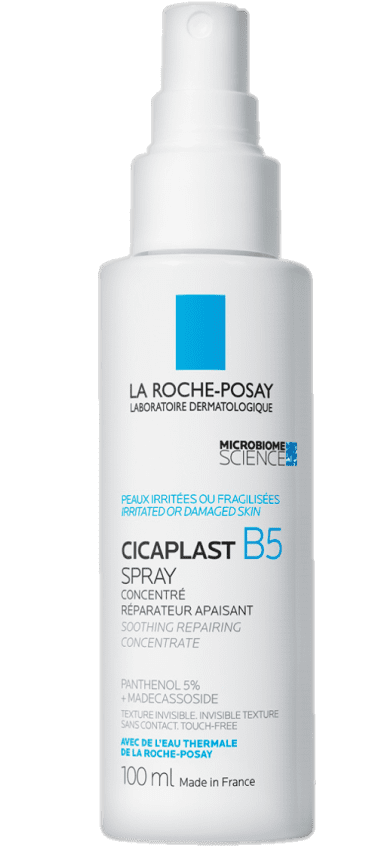 LA ROCHE-POSAY
LABORATOIRE DERMATOLOGIQUE
MICROBIOME
SCIENCE
PEAUX IRRITÉES OU FRAGILISÉES
IRRITATED OR DAMAGED SKIN
CICAPLAST B5
SPRAY
CONCENTRÉ
RÉPARATEUR APAISANT
SOOTHING REPAIRING
CONCENTRATE
PANTHENOL 5%
+ MADECASSOSIDE
TEXTURE INVISIBLE. INVISIBLE TEXTURE
SANS CONTACT. TOUCH-FREE
AVEC DE L'EAU THERMALE
DE LA ROCHE-POSAY
100 ml Made in France